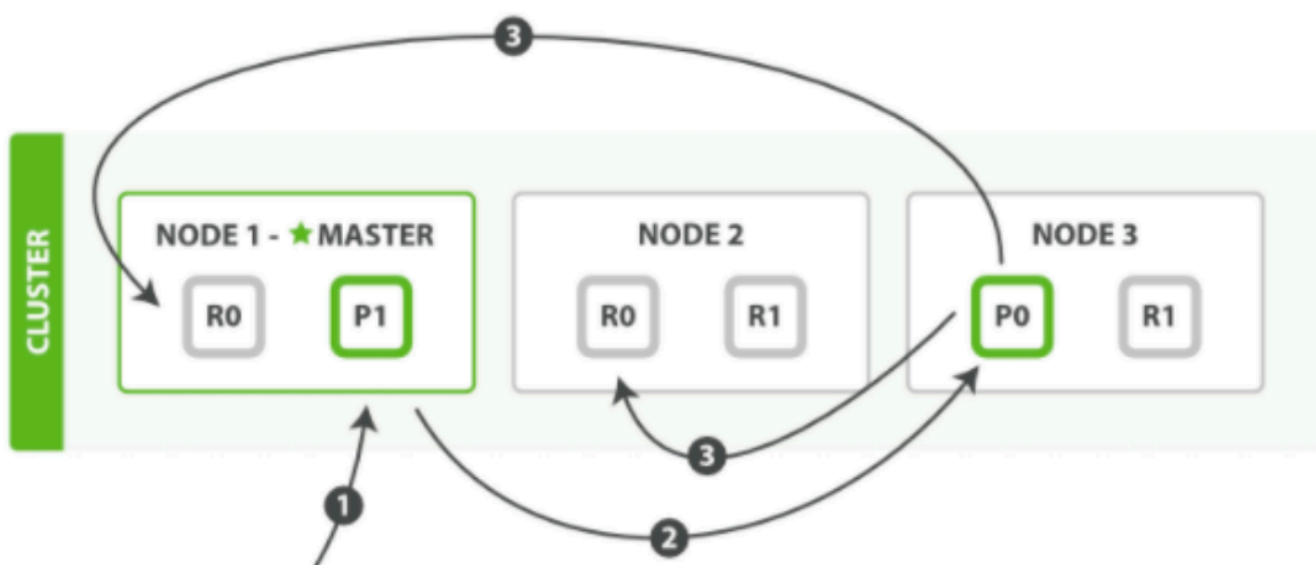 3
CLUSTER
NODE 1 - ★ MASTER
R0
P1
NODE 2
R0
R1
NODE 3
P0
R1
3
1
2